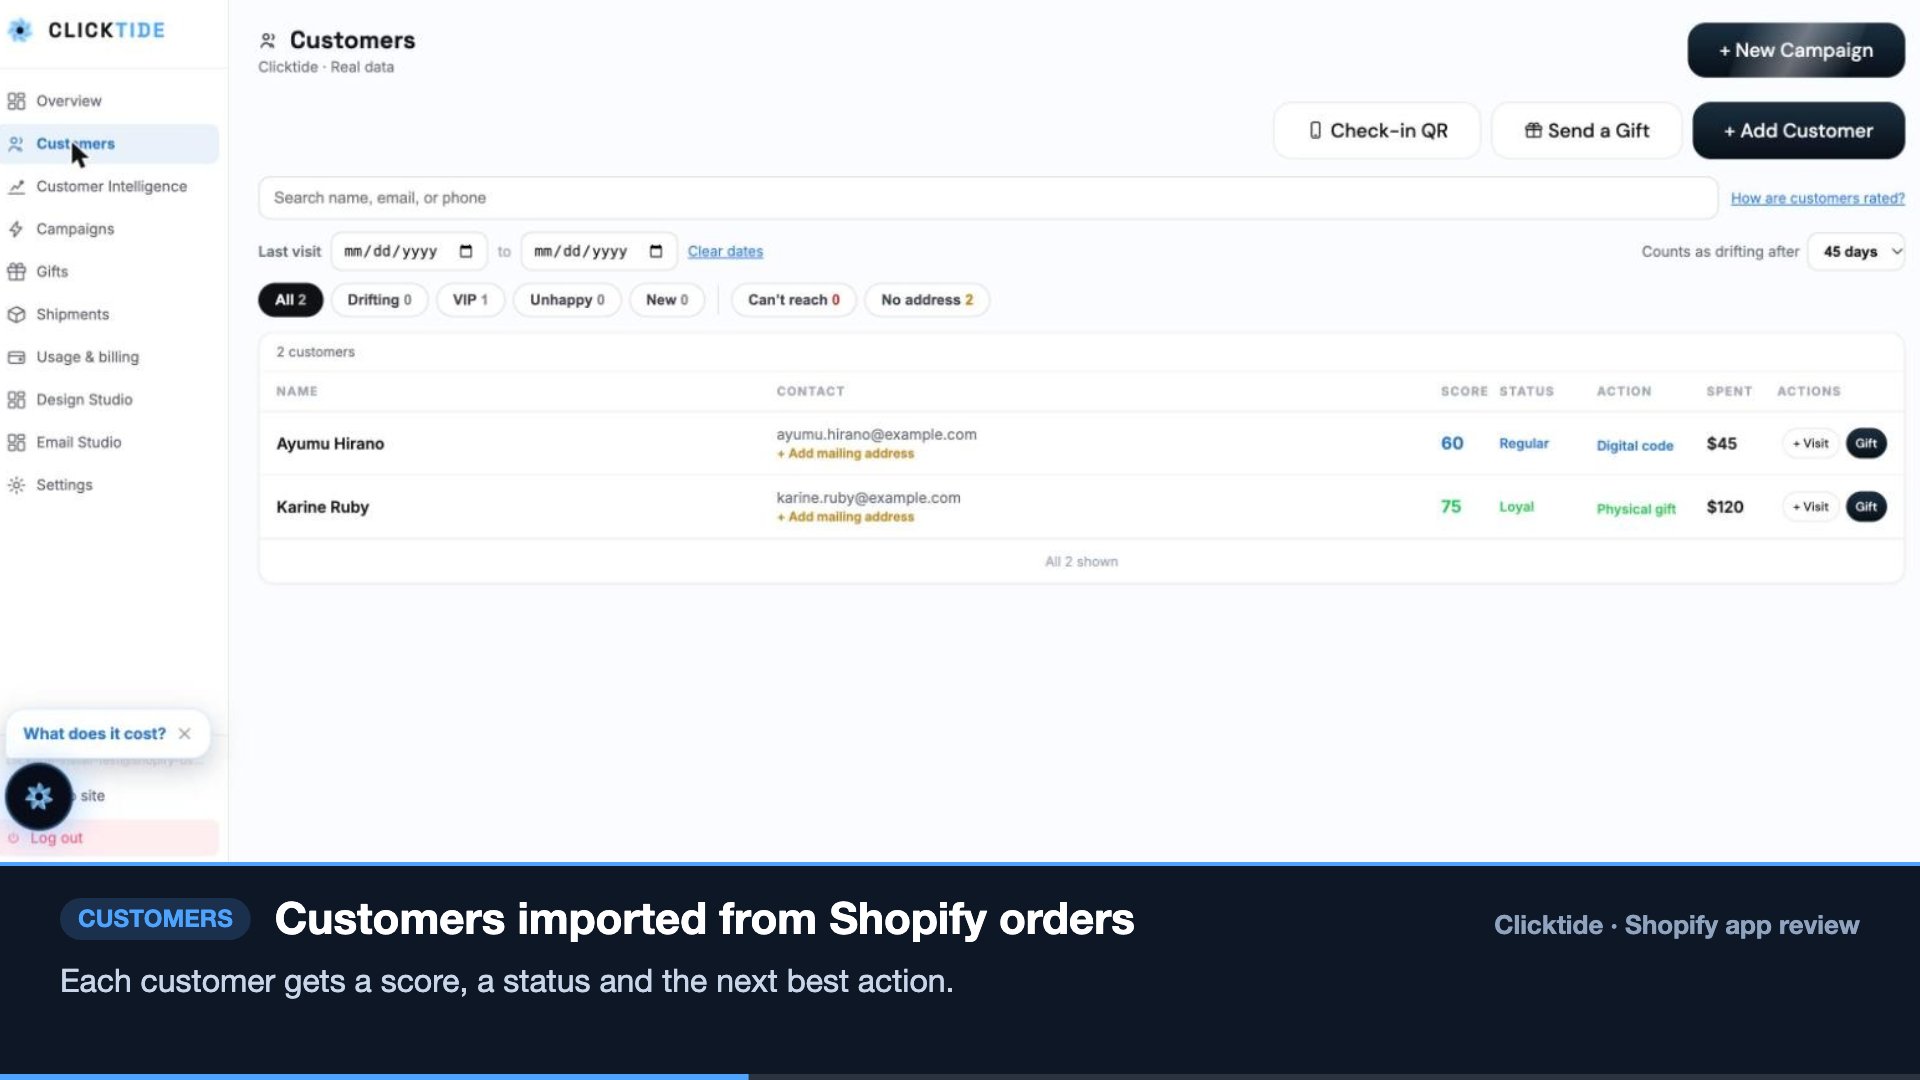 CLICKTIDE
Overview
Customers
Customer Intelligence
Campaigns
Gifts
Shipments
Usage & billing
Design Studio
Email Studio
Settings
What does it cost?
site
Log out
Customers
Clicktide · Real data
+ New Campaign
Check-in QR
Send a Gift
+ Add Customer
Search name, email, or phone
How are customers rated?
Last visit mm/dd/yyyy to mm/dd/yyyy Clear dates
Counts as drifting after 45 days
All 2 Drifting 0 VIP 1 Unhappy 0 New 0 Can't reach 0 No address 2
2 customers
NAME CONTACT SCORE STATUS ACTION SPENT ACTIONS
Ayumu Hirano ayumu.hirano@example.com 60 Regular Digital code $45 + Visit Gift
+ Add mailing address
Karine Ruby karine.ruby@example.com 75 Loyal Physical gift $120 + Visit Gift
+ Add mailing address
All 2 shown
CUSTOMERS Customers imported from Shopify orders
Clicktide · Shopify app review
Each customer gets a score, a status and the next best action.